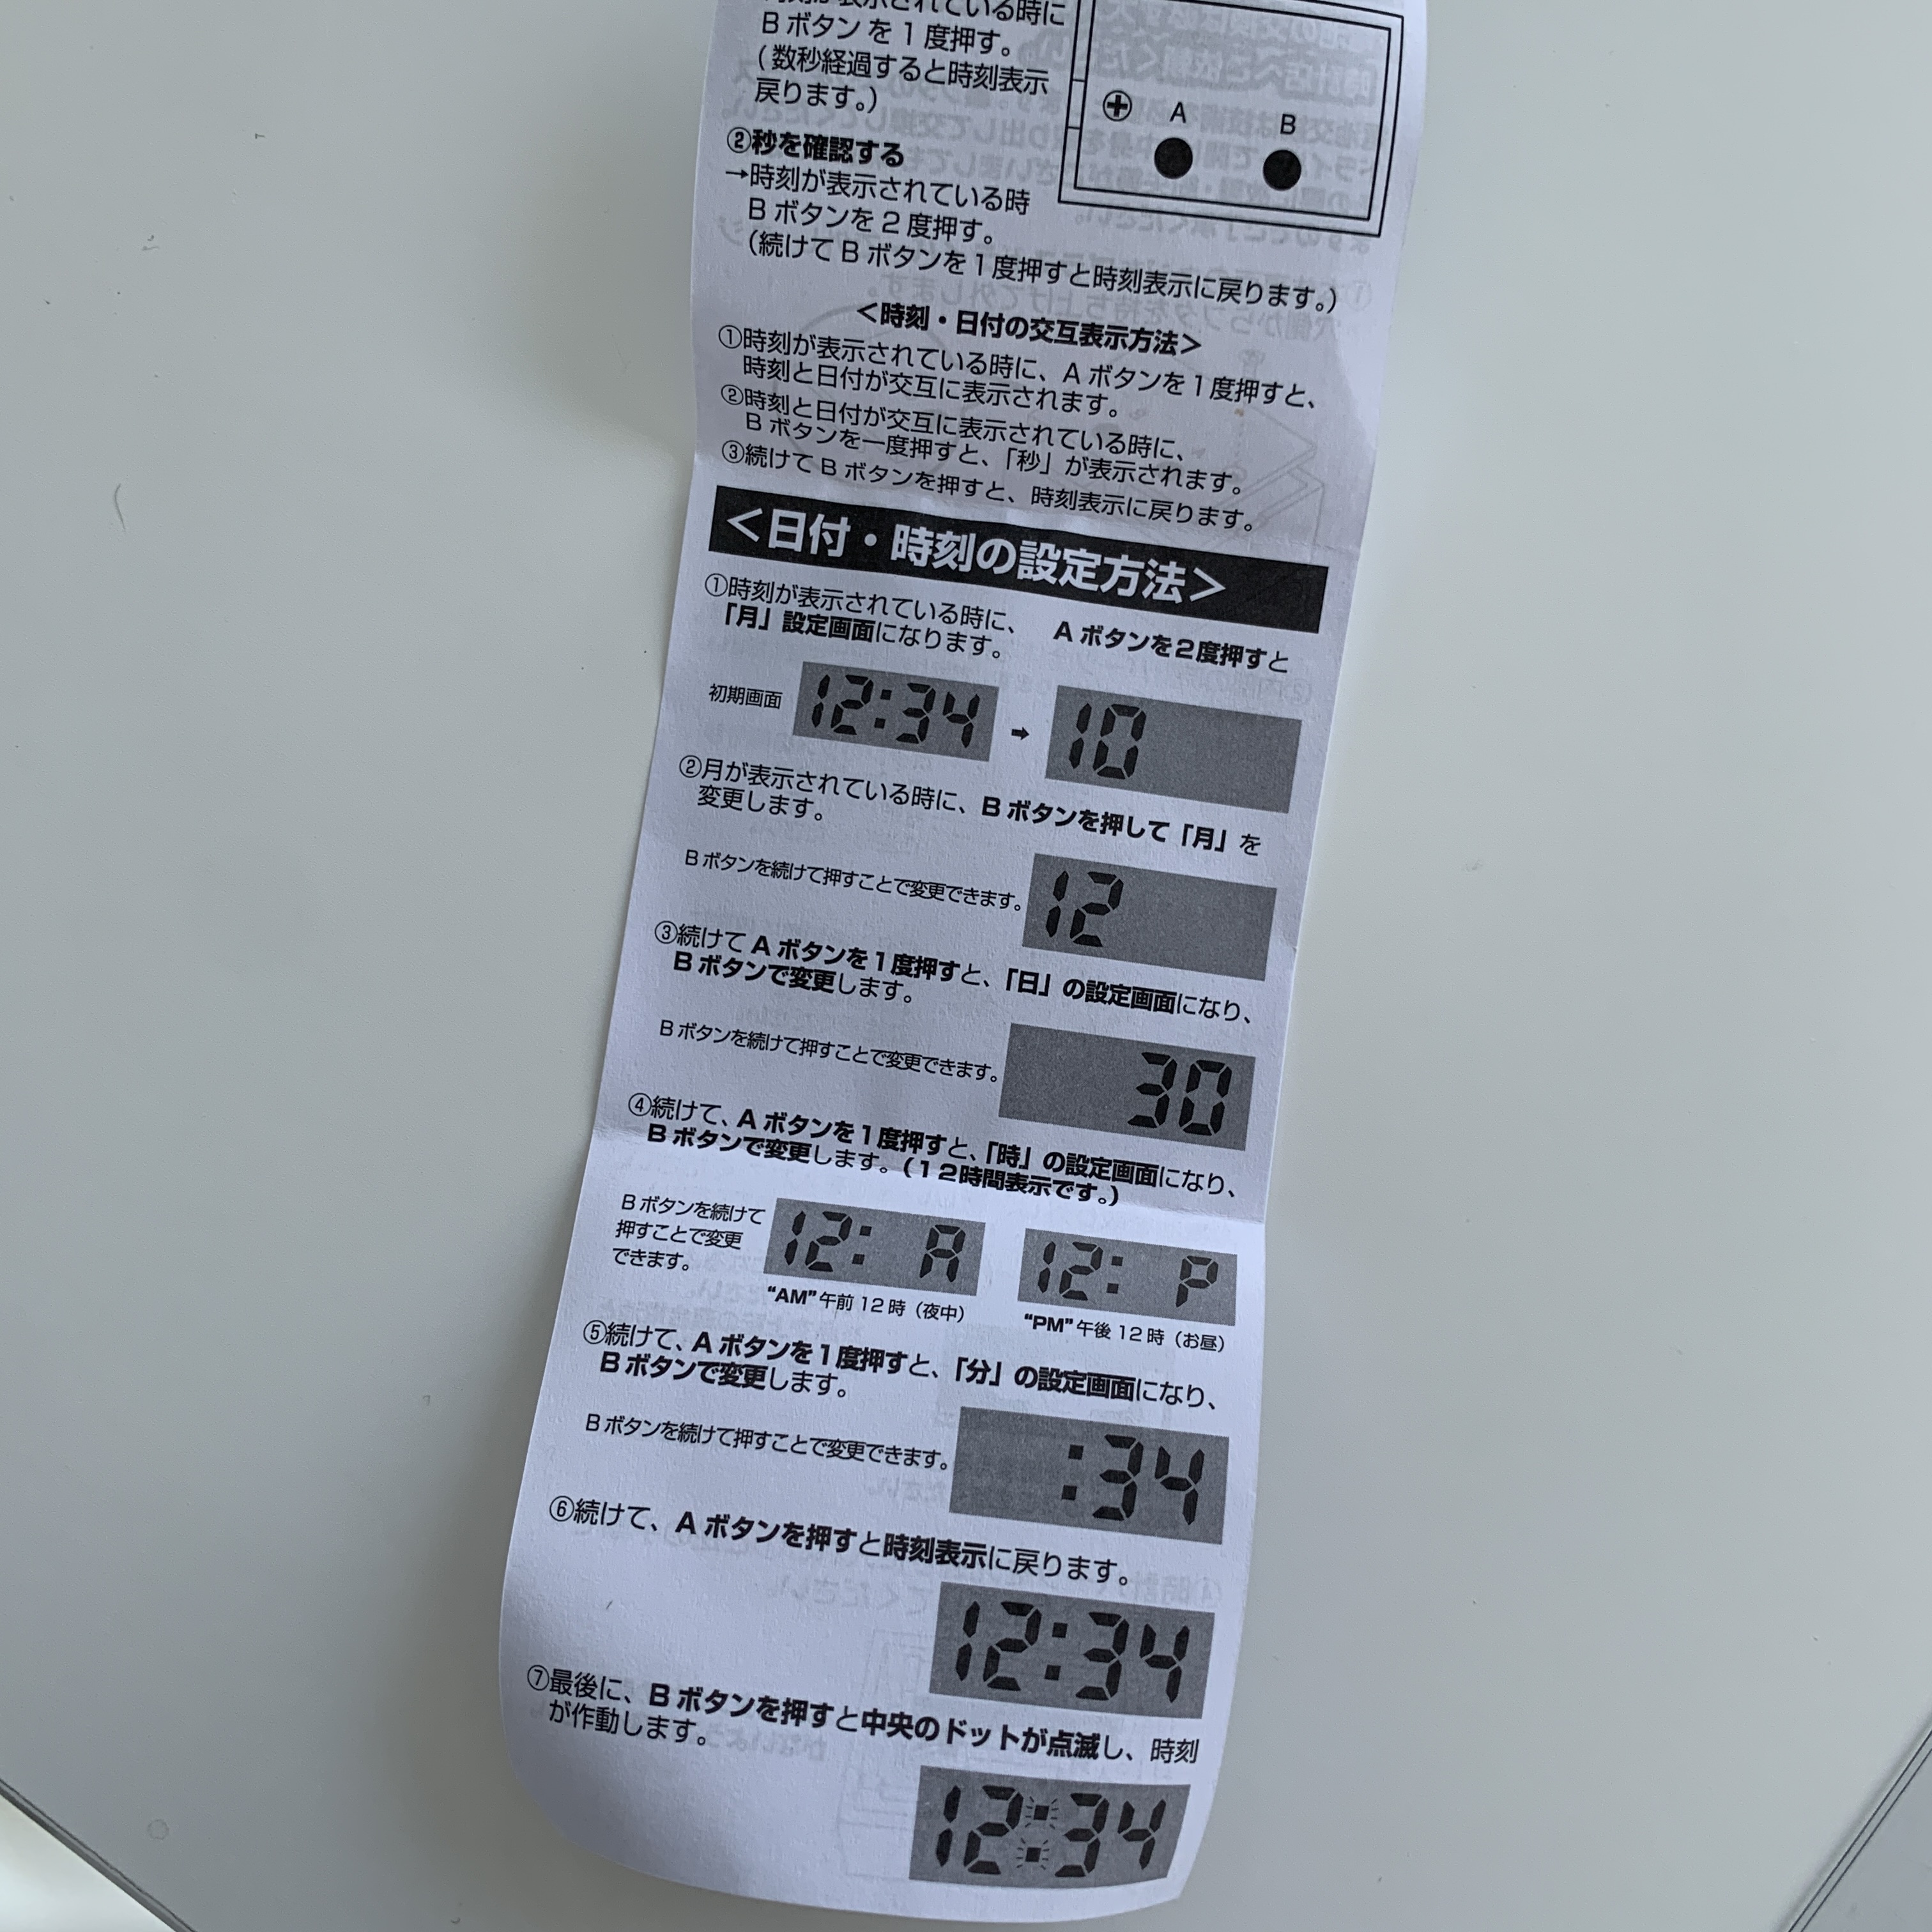 表示されている時に
B ボタン を 1 度押す。
(数秒経過すると時刻表示
戻ります。)
②秒を確認する
→時刻が表示されている時
B ボタンを 2 度押す。
(続けて B ボタンを1度押すと時刻表示に戻ります。)
A
B
<時刻・日付の交互表示方法>
①時刻が表示されている時に、A ボタンを1度押すと、
時刻と日付が交互に表示されます。
②時刻と日付が交互に表示されている時に、
B ボタンを一度押すと、「秒」が表示されます。
③続けて B ボタンを押すと、時刻表示に戻ります。
<日付・時刻の設定方法>
①時刻が表示されている時に、 A ボタンを2度押すと
「月」設定画面になります。
初期画面 12:34 → 10
②月が表示されている時に、B ボタンを押して「月」を
変更します。
B ボタンを続けて押すことで変更できます。 12
③続けて A ボタンを1度押すと、「日」の設定画面になり、
B ボタンで変更します。
B ボタンを続けて押すことで変更できます。 30
④続けて、A ボタンを1度押すと、「時」の設定画面になり、
B ボタンで変更します。(12時間表示です。)
B ボタンを続けて
押すことで変更
できます。
12: A 12: P
“AM”午前 12 時(夜中) “PM”午後 12 時(お昼)
⑤続けて、A ボタンを1度押すと、「分」の設定画面になり、
B ボタンで変更します。
B ボタンを続けて押すことで変更できます。 :34
⑥続けて、A ボタンを押すと時刻表示に戻ります。
12:34
⑦最後に、B ボタンを押すと中央のドットが点滅し、時刻
が作動します。
12:34